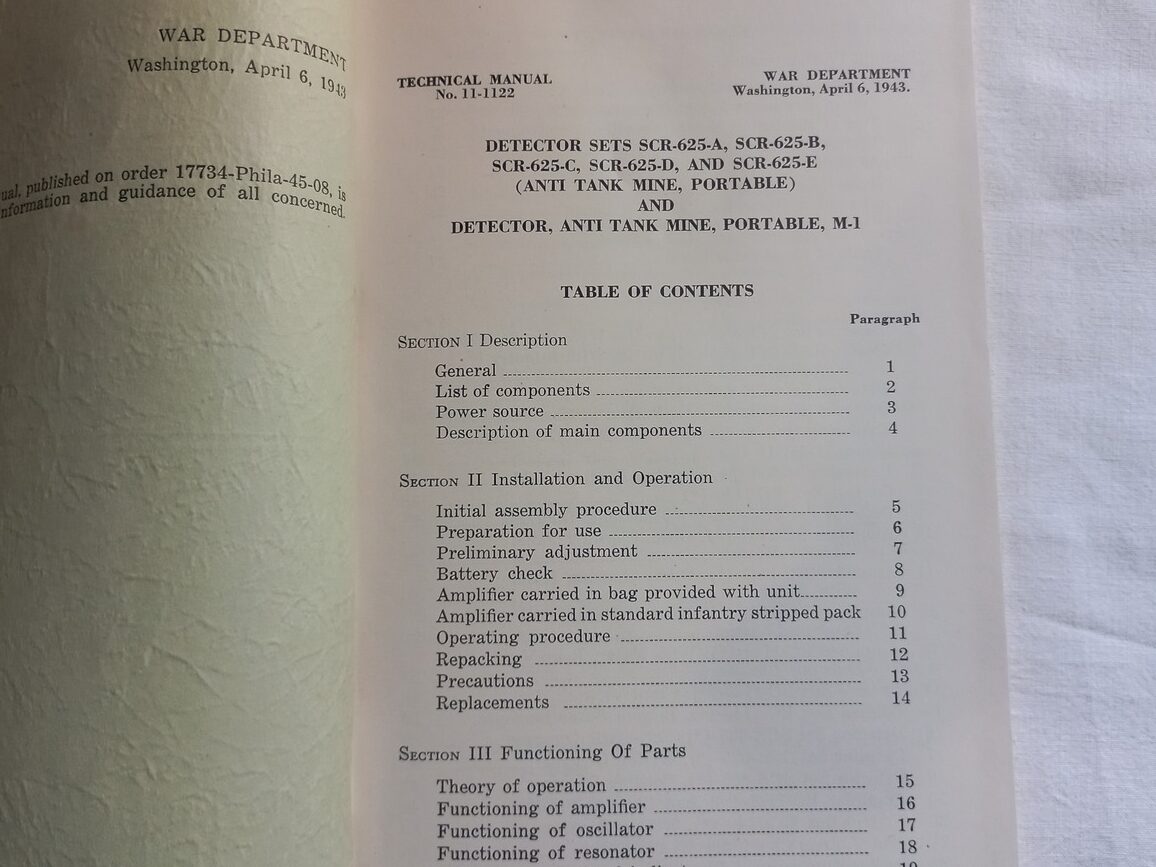 WAR DEPARTMENT
Washington, April 6, 1943
published on order 17734-Phila-45-08, is
and guidance of all concerned.
TECHNICAL MANUAL
No. 11-1122
WAR DEPARTMENT
Washington, April 6, 1943.
DETECTOR SETS SCR-625-A, SCR-625-B,
SCR-625-C, SCR-625-D, AND SCR-625-E
(ANTI TANK MINE, PORTABLE)
AND
DETECTOR, ANTI TANK MINE, PORTABLE, M-1
TABLE OF CONTENTS
Paragraph
SECTION I Description
General 1
List of components 2
Power source 3
Description of main components 4
SECTION II Installation and Operation
Initial assembly procedure 5
Preparation for use 6
Preliminary adjustment 7
Battery check 8
Amplifier carried in bag provided with unit 9
Amplifier carried in standard infantry stripped pack 10
Operating procedure 11
Repacking 12
Precautions 13
Replacements 14
SECTION III Functioning Of Parts
Theory of operation 15
Functioning of amplifier 16
Functioning of oscillator 17
Functioning of resonator 18